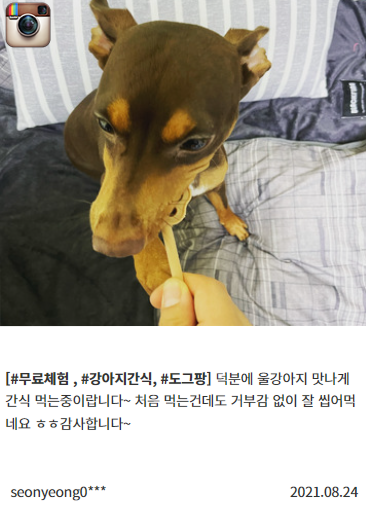 [#무료체험 , #강아지간식, #도그팡] 덕분에 울강아지 맛나게
간식 먹는중이랍니다~ 처음 먹는건데도 거부감 없이 잘 씹어먹
네요 ㅎㅎ감사합니다~
seonyeong0***
2021.08.24